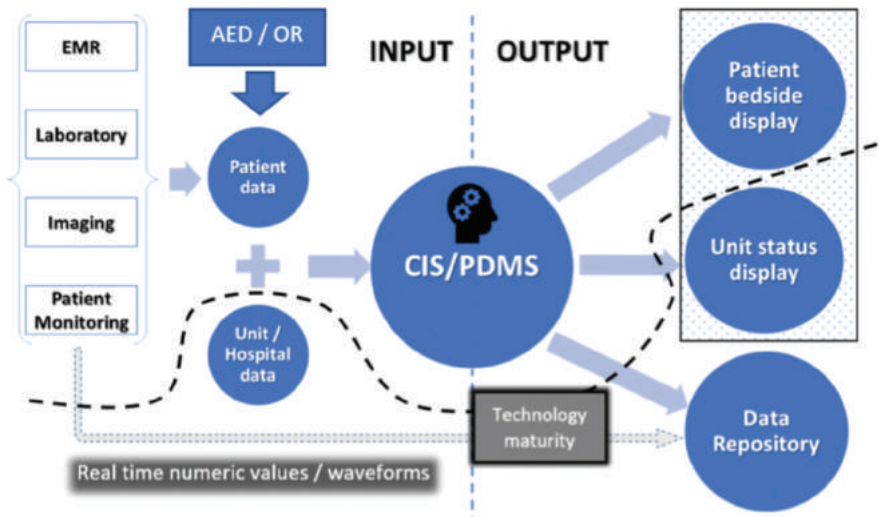 EMR
Laboratory
Imaging
Patient
Monitoring
AED / OR
Patient
data
Unit /
Hospital
data
INPUT
OUTPUT
CIS/PDMS
Patient
bedside
display
Unit status
display
Data
Repository
Technology
maturity
Real time numeric values / waveforms